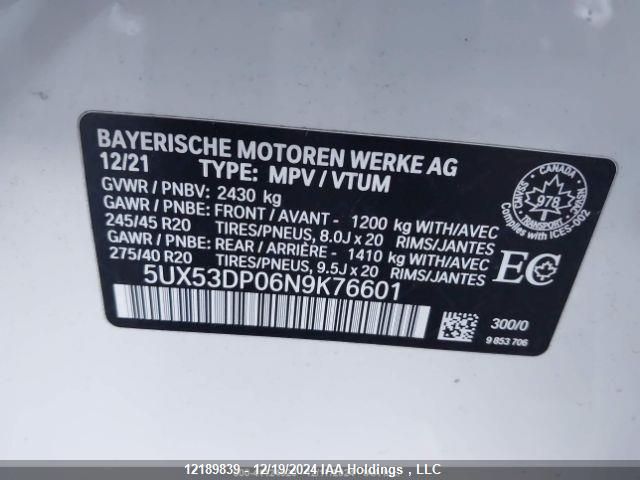 BAYERISCHE MOTOREN WERKE AG
12/21 TYPE: MPV / VTUM
GVWR / PNBV: 2430 kg
GAWR / PNBE: FRONT / AVANT - 1200 kg WITH/AVEC
245/45 R20 TIRES/PNEUS, 8.0J x 20 RIMS/JANTES
GAWR / PNBE: REAR / ARRIÈRE - 1410 kg WITH/AVEC
275/40 R20 TIRES/PNEUS, 9.5J x 20 RIMS/JANTES
5UX53DP06N9K76601
CANADA
CMVSS NSVAC
978
TRANSPORT
Complies with ICES-002
EC
300/0
9 853 706
12189839 - 12/19/2024 IAA Holdings , LLC